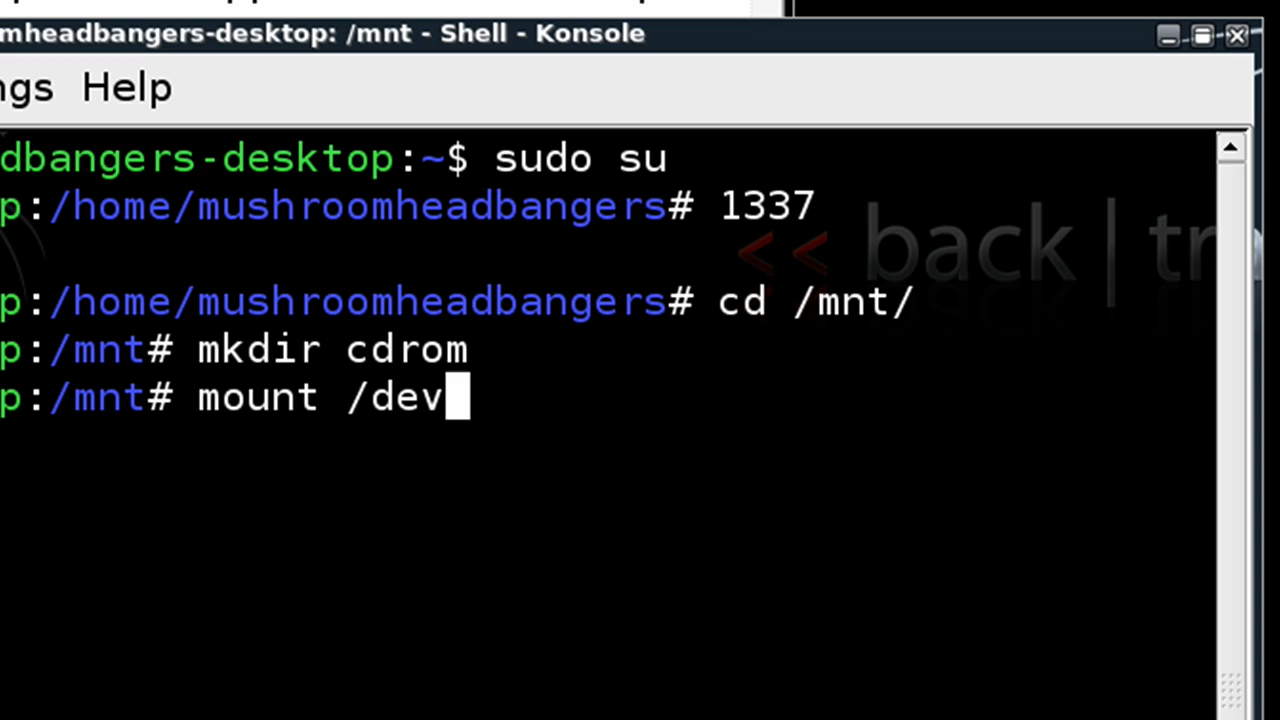 mheadbangers-desktop: /mnt - Shell - Konsole
ngs Help
dbangers-desktop:~$ sudo su
p:/home/mushroomheadbangers# 1337
<< back | tr
p:/home/mushroomheadbangers# cd /mnt/
p:/mnt# mkdir cdrom
p:/mnt# mount /dev